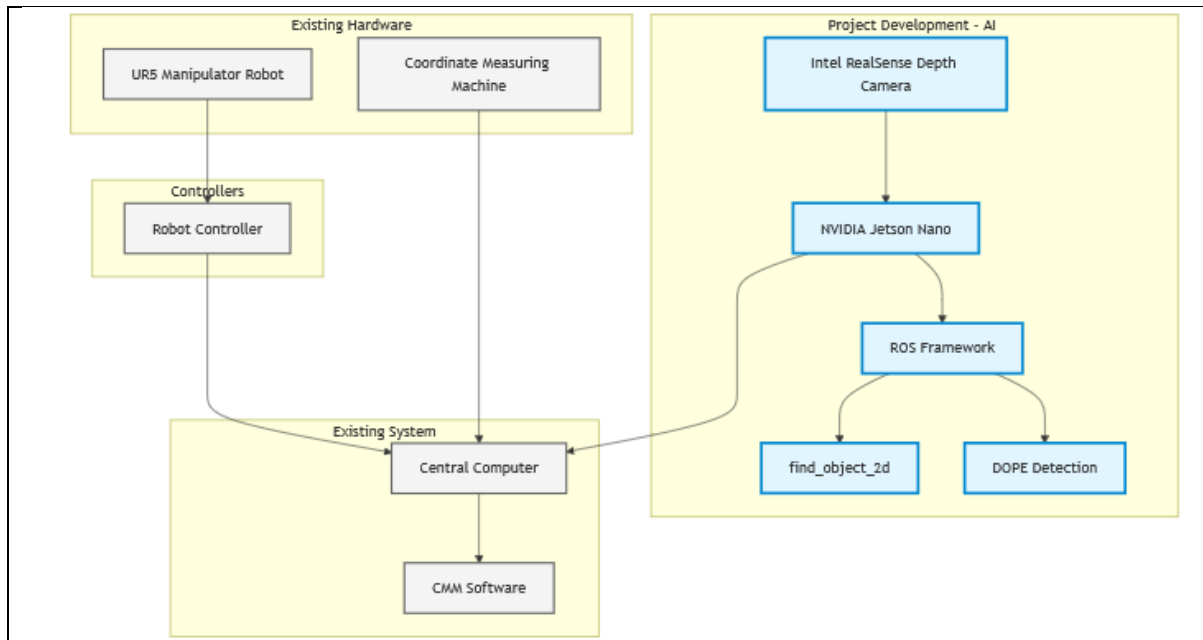 Existing Hardware
UR5 Manipulator Robot
Coordinate Measuring
Machine
Controllers
Robot Controller
Existing System
Central Computer
CMM Software
Project Development - AI
Intel RealSense Depth
Camera
NVIDIA Jetson Nano
ROS Framework
find_object_2d
DOPE Detection